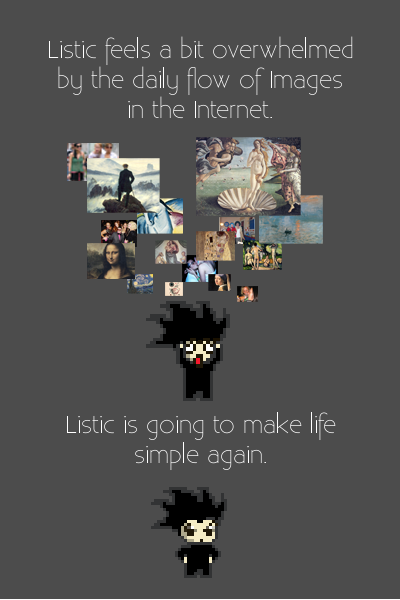 Listic feels a bit overwhelmed
by the daily flow of Images
in the Internet.
Listic is going to make life
simple again.